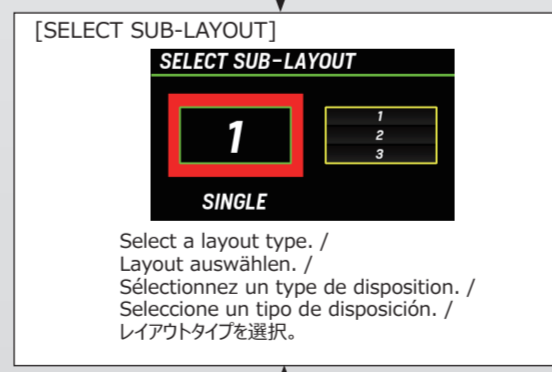 [SELECT SUB-LAYOUT]
SELECT SUB-LAYOUT
1
1
2
3
SINGLE
Select a layout type. /
Layout auswählen. /
Sélectionnez un type de disposition. /
Seleccione un tipo de disposición. /
レイアウトタイプを選択。